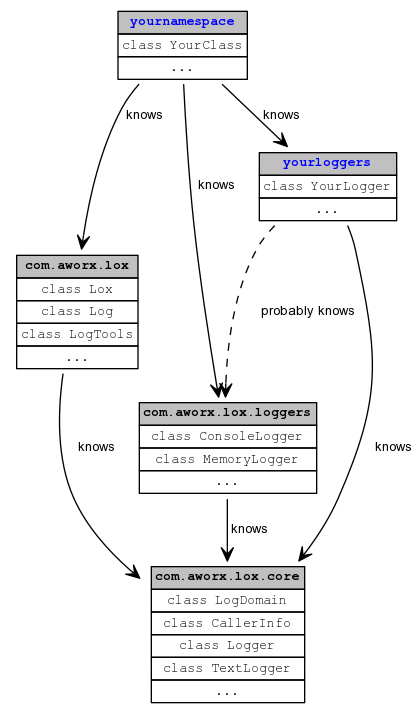 yournamespace
class YourClass
...
knows
knows
knows
yourloggers
class YourLogger
...
com.aworx.lox
class Lox
class Log
class LogTools
...
probably knows
com.aworx.lox.loggers
class ConsoleLogger
class MemoryLogger
...
knows
knows
knows
com.aworx.lox.core
class LogDomain
class CallerInfo
class Logger
class TextLogger
...